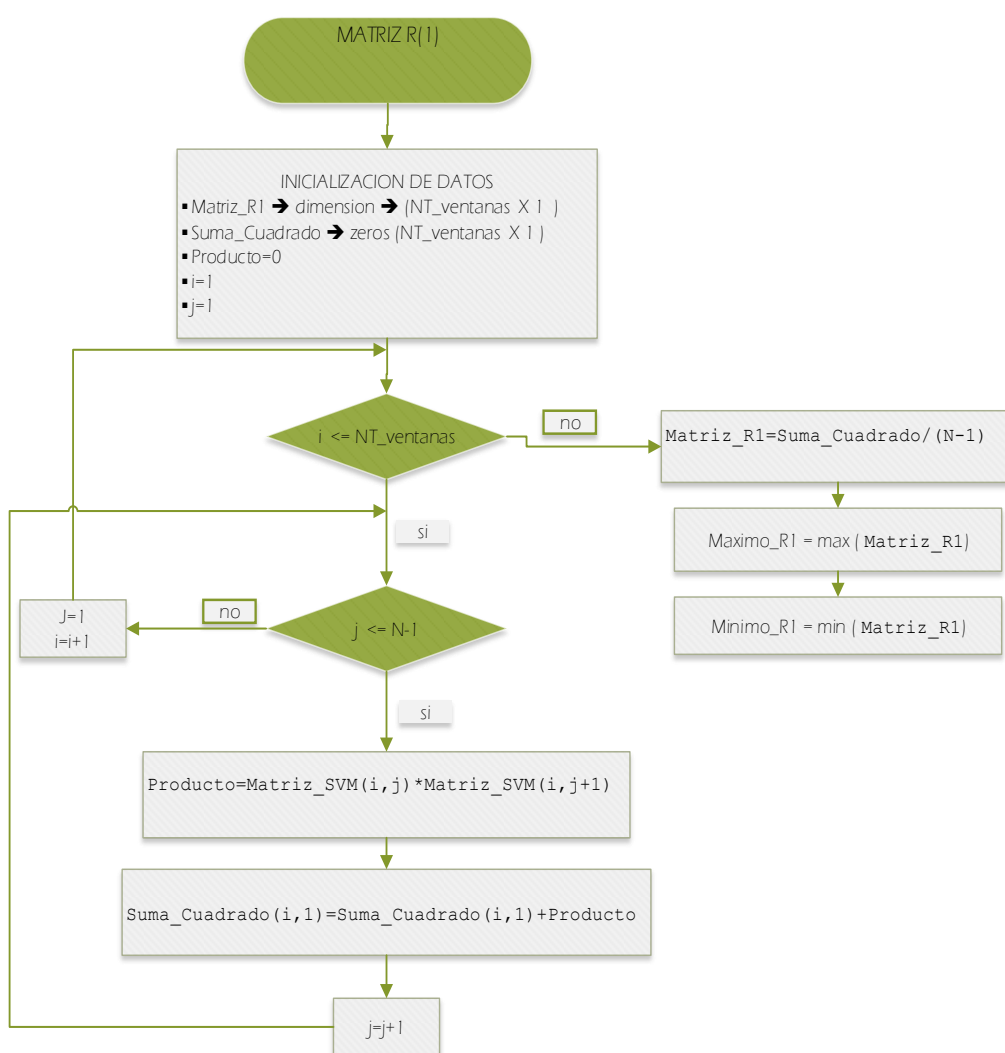 MATRIZ R(1)
INICIALIZACION DE DATOS
▪Matriz_R1 ➔ dimension ➔ (NT_ventanas X 1 )
▪Suma_Cuadrado ➔ zeros (NT_ventanas X 1 )
▪Producto=0
▪i=1
▪j=1
i <= NT_ventanas
no
Matriz_R1=Suma_Cuadrado/(N-1)
Maximo_R1 = max ( Matriz_R1)
Minimo_R1 = min ( Matriz_R1)
si
j <= N-1
no
J=1
i=i+1
si
Producto=Matriz_SVM(i,j)*Matriz_SVM(i,j+1)
Suma_Cuadrado(i,1)=Suma_Cuadrado(i,1)+Producto
j=j+1